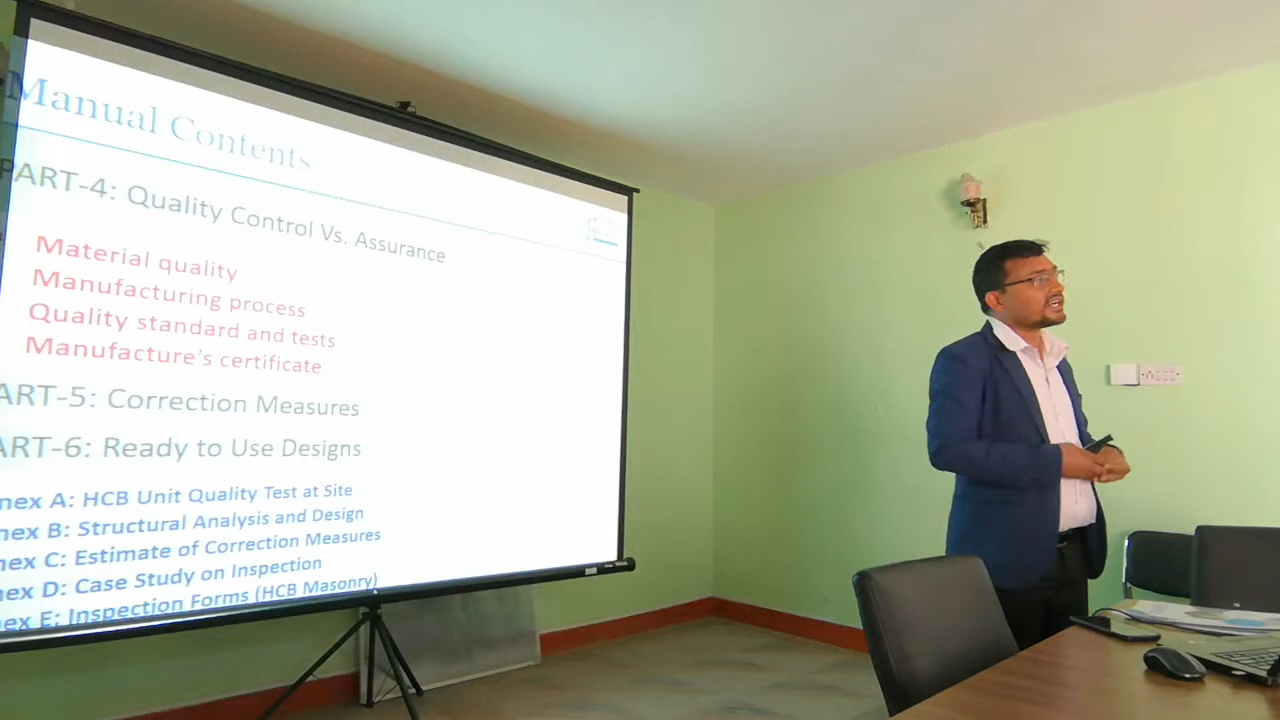 Manual Contents
PART-4: Quality Control Vs. Assurance
Material quality
Manufacturing process
Quality standard and tests
Manufacture's certificate
ART-5: Correction Measures
ART-6: Ready to Use Designs
nex A: HCB Unit Quality Test at Site
nex B: Structural Analysis and Design
nex C: Estimate of Correction Measures
nex D: Case Study on Inspection
ex E: Inspection Forms (HCB Masonry)